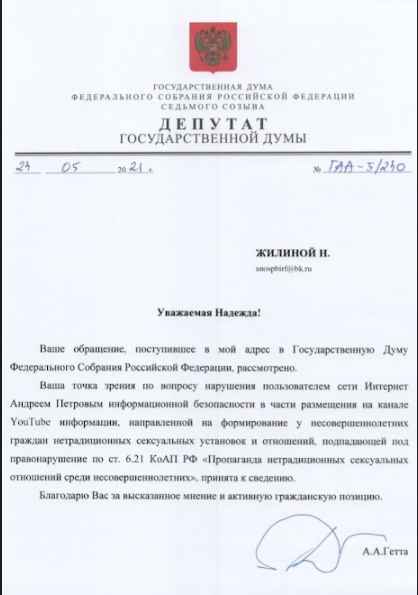 ГОСУДАРСТВЕННАЯ ДУМА
ФЕДЕРАЛЬНОГО СОБРАНИЯ РОССИЙСКОЙ ФЕДЕРАЦИИ
СЕДЬМОГО СОЗЫВА
ДЕПУТАТ
ГОСУДАРСТВЕННОЙ ДУМЫ
24 05 2021 г. № ГАА-5/240
ЖИЛИНОЙ Н.
anospbirf@bk.ru
Уважаемая Надежда!
Ваше обращение, поступившее в мой адрес в Государственную Думу
Федерального Собрания Российской Федерации, рассмотрено.
Ваша точка зрения по вопросу нарушения пользователем сети Интернет
Андреем Петровым информационной безопасности в части размещения на канале
YouTube информации, направленной на формирование у несовершеннолетних
граждан нетрадиционных сексуальных установок и отношений, подпадающей под
правонарушение по ст. 6.21 КоАП РФ «Пропаганда нетрадиционных сексуальных
отношений среди несовершеннолетних», принята к сведению.
Благодарю Вас за высказанное мнение и активную гражданскую позицию.
А.А.Гетта